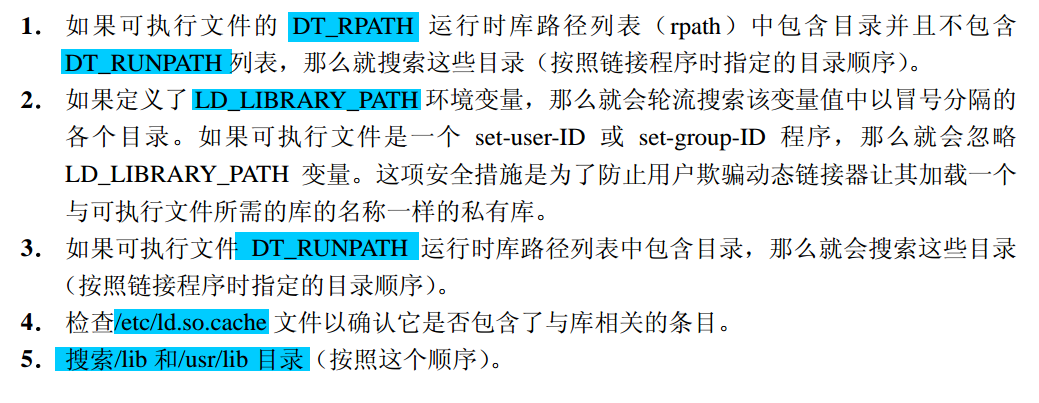 1. 如果可执行文件的 DT_RPATH 运行时库路径列表（rpath）中包含目录并且不包含
DT_RUNPATH 列表，那么就搜索这些目录（按照链接程序时指定的目录顺序）。
2. 如果定义了 LD_LIBRARY_PATH 环境变量，那么就会轮流搜索该变量值中以冒号分隔的
各个目录。如果可执行文件是一个 set-user-ID 或 set-group-ID 程序，那么就会忽略
LD_LIBRARY_PATH 变量。这项安全措施是为了防止用户欺骗动态链接器让其加载一个
与可执行文件所需的库的名称一样的私有库。
3. 如果可执行文件 DT_RUNPATH 运行时库路径列表中包含目录，那么就会搜索这些目录
（按照链接程序时指定的目录顺序）。
4. 检查/etc/ld.so.cache 文件以确认它是否包含了与库相关的条目。
5. 搜索/lib 和/usr/lib 目录（按照这个顺序）。